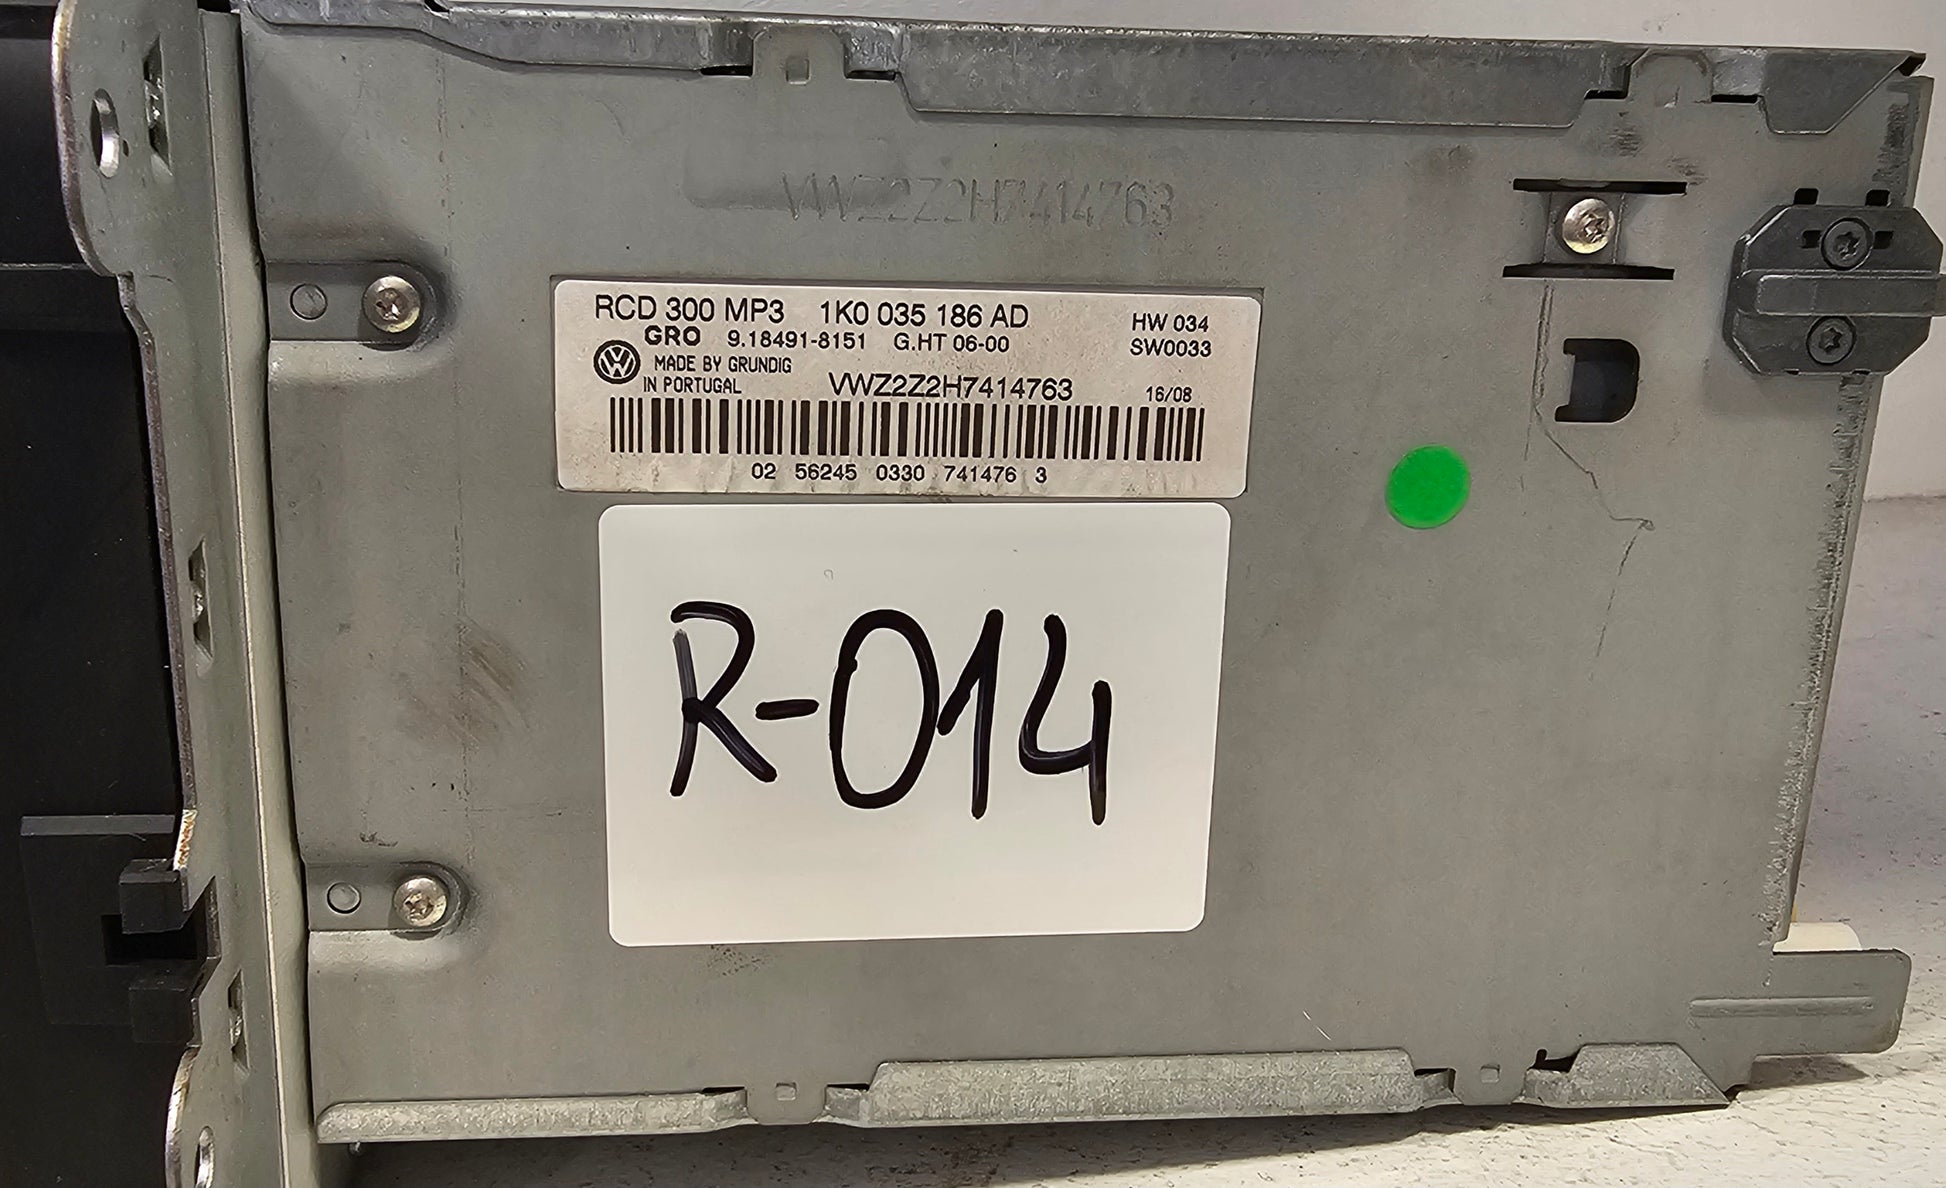 VWZ2Z2H7414763
RCD 300 MP3 1K0 035 186 AD
HW 034
GRO 9.18491-8151 G.HT 06-00
SW0033
MADE BY GRUNDIG
IN PORTUGAL VWZ2Z2H7414763 16/08
02 56245 0330 741476 3
R-014